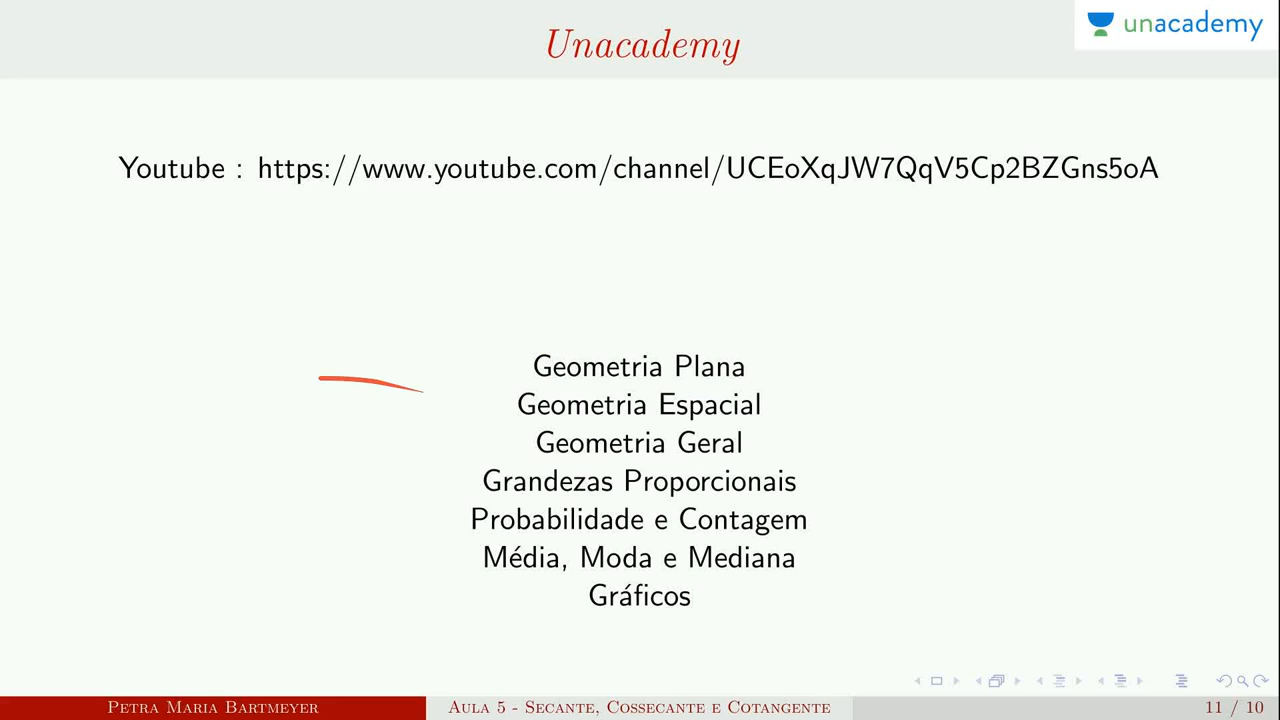 Unacademy
unacademy
Youtube : https://www.youtube.com/channel/UCEoXqJW7QqV5Cp2BZGns5oA
Geometria Plana
Geometria Espacial
Geometria Geral
Grandezas Proporcionais
Probabilidade e Contagem
Média, Moda e Mediana
Gráficos
Petra Maria Bartmeyer
Aula 5 - Secante, Cossecante e Cotangente
11 / 10